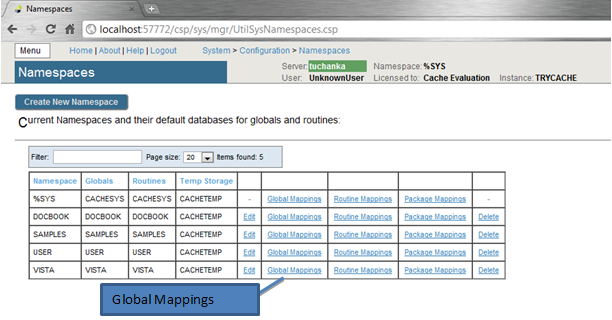 Namespaces
localhost:57772/csp/sys/mgr/UtilSysNamespaces.csp
Menu Home | About | Help | Logout System > Configuration > Namespaces
Server: tuchanka Namespace: %SYS
Namespaces User: UnknownUser Licensed to: Cache Evaluation Instance: TRYCACHE
Create New Namespace
Current Namespaces and their default databases for globals and routines:
Filter: Page size: 20 Items found: 5
Namespace Globals Routines Temp Storage
%SYS CACHESYS CACHESYS CACHETEMP - Global Mappings Routine Mappings Package Mappings -
DOCBOOK DOCBOOK DOCBOOK CACHETEMP Edit Global Mappings Routine Mappings Package Mappings Delete
SAMPLES SAMPLES SAMPLES CACHETEMP Edit Global Mappings Routine Mappings Package Mappings Delete
USER USER USER CACHETEMP Edit Global Mappings Routine Mappings Package Mappings Delete
VISTA VISTA VISTA CACHETEMP Edit Global Mappings Routine Mappings Package Mappings Delete
Global Mappings